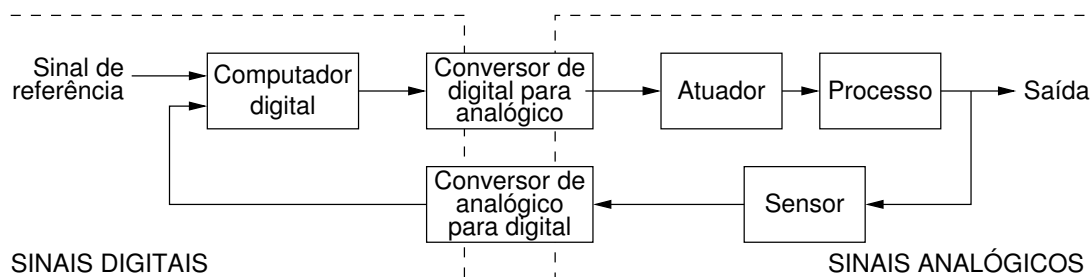 Sinal de
referência
Computador
digital
Conversor de
digital para
analógico
Atuador
Processo
Saída
Conversor de
analógico
para digital
Sensor
SINAIS DIGITAIS
SINAIS ANALÓGICOS